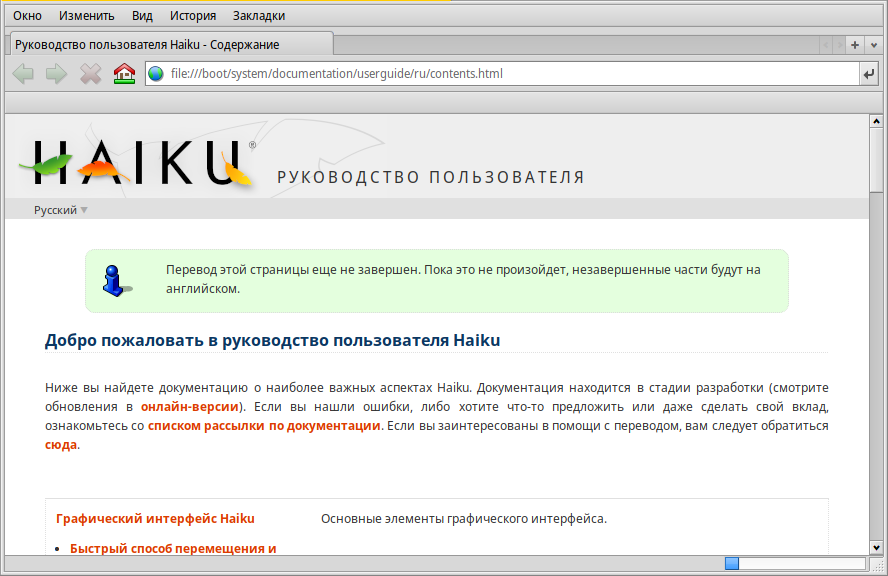 Окно Изменить Вид История Закладки
Руководство пользователя Haiku - Содержание
file:///boot/system/documentation/userguide/ru/contents.html
HAIKU®
РУКОВОДСТВО ПОЛЬЗОВАТЕЛЯ
Русский
Перевод этой страницы еще не завершен. Пока это не произойдет, незавершенные части будут на
английском.
Добро пожаловать в руководство пользователя Haiku
Ниже вы найдете документацию о наиболее важных аспектах Haiku. Документация находится в стадии разработки (смотрите
обновления в онлайн-версии). Если вы нашли ошибки, либо хотите что-то предложить или даже сделать свой вклад,
ознакомьтесь со списком рассылки по документации. Если вы заинтересованы в помощи с переводом, вам следует обратиться
сюда.
Графический интерфейс Haiku Основные элементы графического интерфейса.
• Быстрый способ перемещения и